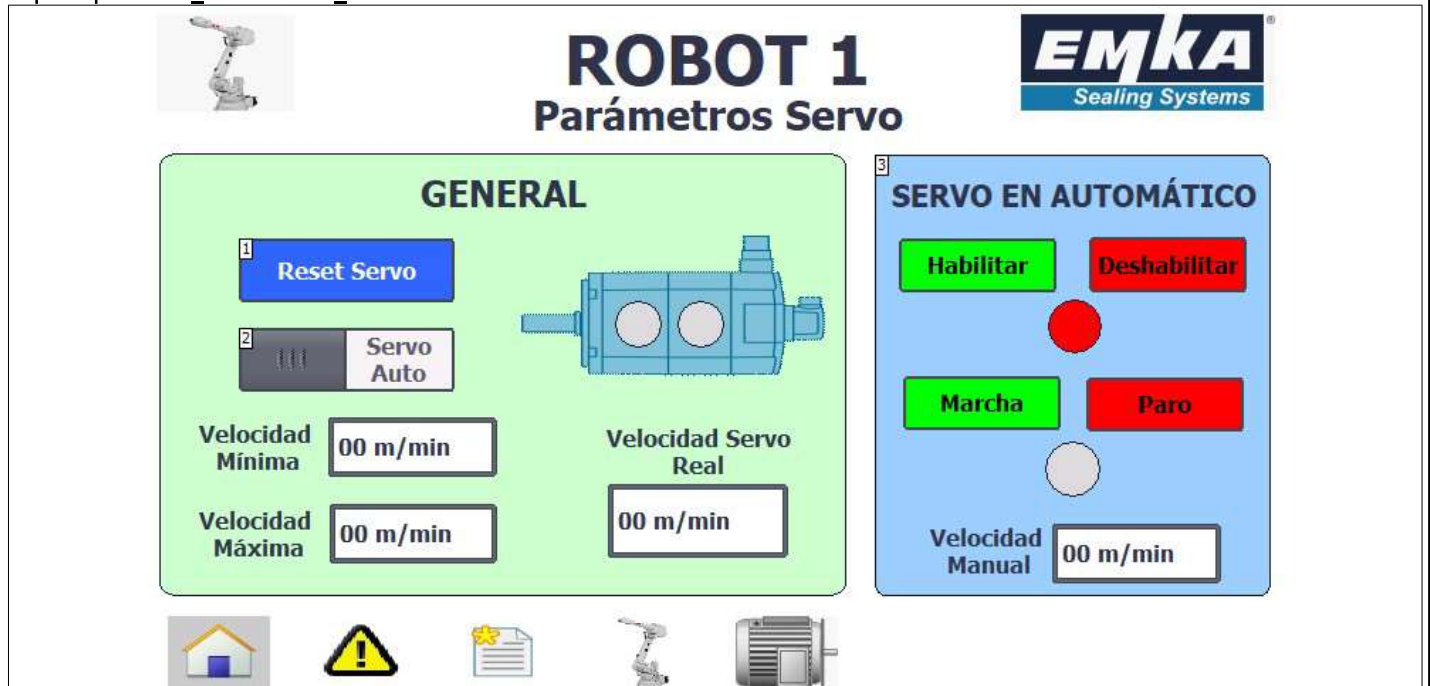 ROBOT 1
Parámetros Servo
EMKA®
Sealing Systems
GENERAL
1
Reset Servo
2
Servo
Auto
Velocidad
Mínima
00 m/min
Velocidad
Máxima
00 m/min
Velocidad Servo
Real
00 m/min
3
SERVO EN AUTOMÁTICO
Habilitar
Deshabilitar
Marcha
Paro
Velocidad
Manual
00 m/min